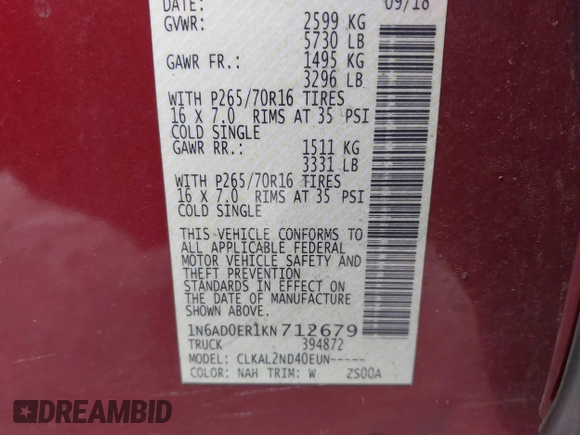 DATE: 09/18
GVWR: 2599 KG
5730 LB
GAWR FR.: 1495 KG
3296 LB
WITH P265/70R16 TIRES
16 X 7.0 RIMS AT 35 PSI
COLD SINGLE
GAWR RR.: 1511 KG
3331 LB
WITH P265/70R16 TIRES
16 X 7.0 RIMS AT 35 PSI
COLD SINGLE
THIS VEHICLE CONFORMS TO
ALL APPLICABLE FEDERAL
MOTOR VEHICLE SAFETY AND
THEFT PREVENTION
STANDARDS IN EFFECT ON
THE DATE OF MANUFACTURE
SHOWN ABOVE.
1N6AD0ER1KN712679
TRUCK 394872
MODEL: CLKAL2ND40EUN-----
COLOR: NAH TRIM: W ZS00A
DREAMBID